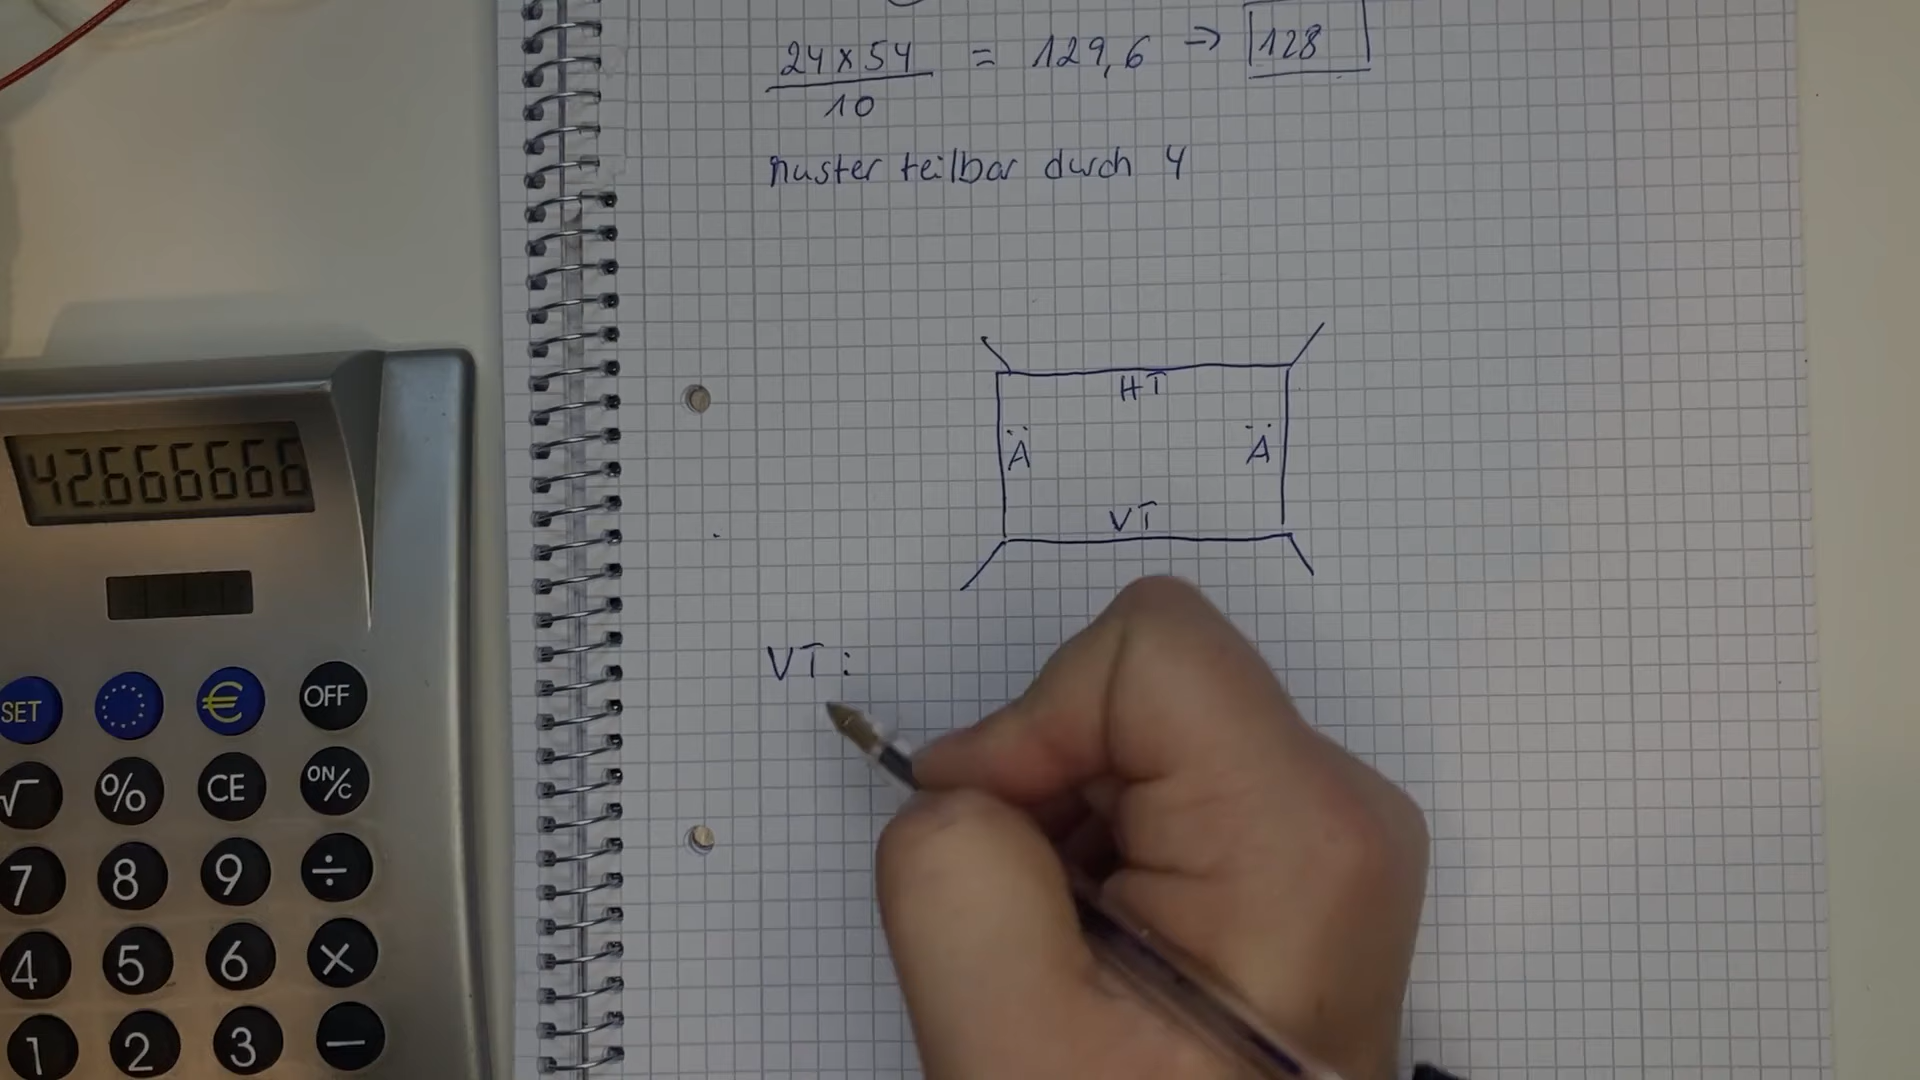 24 x 54 = 129,6 → 128
10
Muster teilbar durch 4
HT
Ä Ä
VT
VT:
42.666666
SET € OFF
√ % CE ON/C
7 8 9 ÷
4 5 6 ×
1 2 3 −